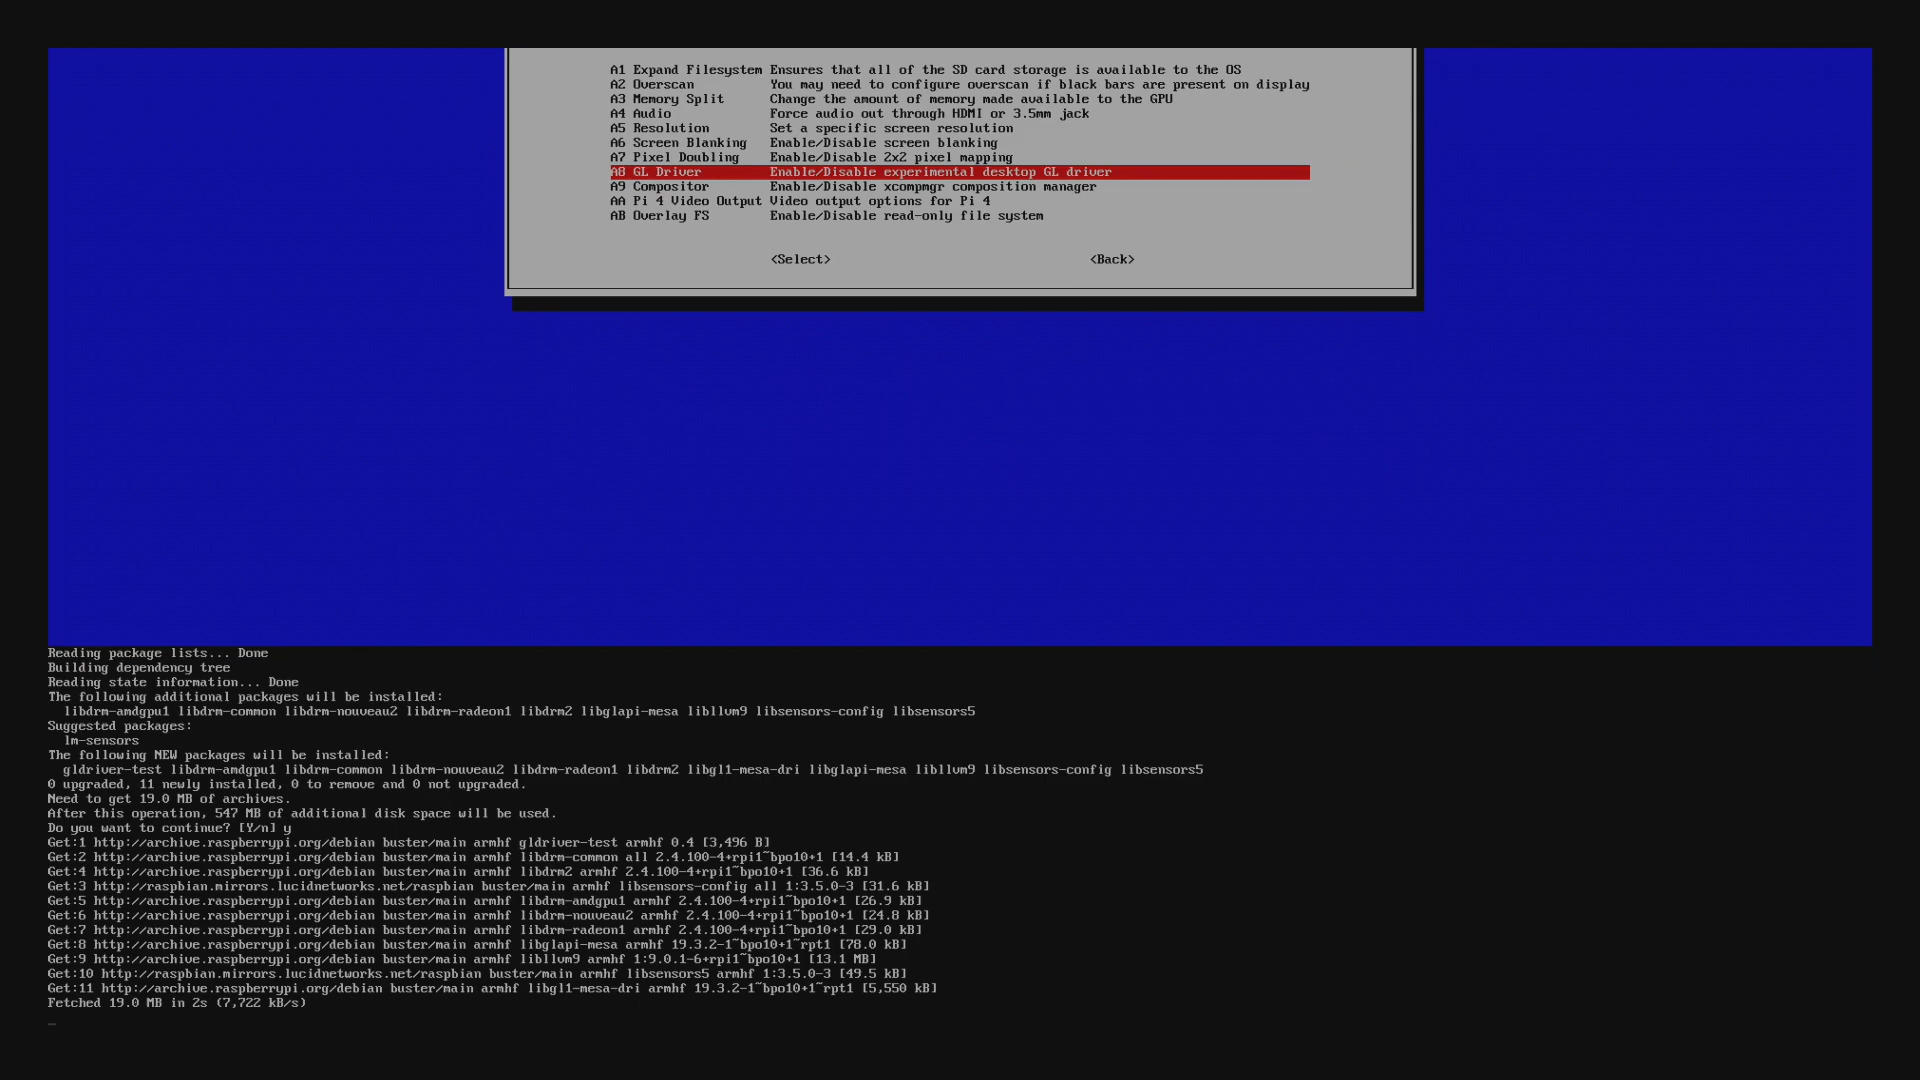 A1 Expand Filesystem Ensures that all of the SD card storage is available to the OS
A2 Overscan You may need to configure overscan if black bars are present on display
A3 Memory Split Change the amount of memory made available to the GPU
A4 Audio Force audio out through HDMI or 3.5mm jack
A5 Resolution Set a specific screen resolution
A6 Screen Blanking Enable/Disable screen blanking
A7 Pixel Doubling Enable/Disable 2x2 pixel mapping
A8 GL Driver Enable/Disable experimental desktop GL driver
A9 Compositor Enable/Disable xcompmgr composition manager
AA Pi 4 Video Output Video output options for Pi 4
AB Overlay FS Enable/Disable read-only file system
<Select> <Back>
Reading package lists... Done
Building dependency tree
Reading state information... Done
The following additional packages will be installed:
libdrm-amdgpu1 libdrm-common libdrm-nouveau2 libdrm-radeon1 libdrm2 libglapi-mesa libllvm9 libsensors-config libsensors5
Suggested packages:
lm-sensors
The following NEW packages will be installed:
gldriver-test libdrm-amdgpu1 libdrm-common libdrm-nouveau2 libdrm-radeon1 libdrm2 libgl1-mesa-dri libglapi-mesa libllvm9 libsensors-config libsensors5
0 upgraded, 11 newly installed, 0 to remove and 0 not upgraded.
Need to get 19.0 MB of archives.
After this operation, 547 MB of additional disk space will be used.
Do you want to continue? [Y/n] y
Get:1 http://archive.raspberrypi.org/debian buster/main armhf gldriver-test armhf 0.4 [3,496 B]
Get:2 http://archive.raspberrypi.org/debian buster/main armhf libdrm-common all 2.4.100-4+rpi1~bpo10+1 [14.4 kB]
Get:4 http://archive.raspberrypi.org/debian buster/main armhf libdrm2 armhf 2.4.100-4+rpi1~bpo10+1 [36.6 kB]
Get:3 http://raspbian.mirrors.lucidnetworks.net/raspbian buster/main armhf libsensors-config all 1:3.5.0-3 [31.6 kB]
Get:5 http://archive.raspberrypi.org/debian buster/main armhf libdrm-amdgpu1 armhf 2.4.100-4+rpi1~bpo10+1 [26.9 kB]
Get:6 http://archive.raspberrypi.org/debian buster/main armhf libdrm-nouveau2 armhf 2.4.100-4+rpi1~bpo10+1 [24.8 kB]
Get:7 http://archive.raspberrypi.org/debian buster/main armhf libdrm-radeon1 armhf 2.4.100-4+rpi1~bpo10+1 [29.0 kB]
Get:8 http://archive.raspberrypi.org/debian buster/main armhf libglapi-mesa armhf 19.3.2-1~bpo10+1~rpt1 [78.0 kB]
Get:9 http://archive.raspberrypi.org/debian buster/main armhf libllvm9 armhf 1:9.0.1-6+rpi1~bpo10+1 [13.1 MB]
Get:10 http://raspbian.mirrors.lucidnetworks.net/raspbian buster/main armhf libsensors5 armhf 1:3.5.0-3 [49.5 kB]
Get:11 http://archive.raspberrypi.org/debian buster/main armhf libgl1-mesa-dri armhf 19.3.2-1~bpo10+1~rpt1 [5,550 kB]
Fetched 19.0 MB in 2s (7,722 kB/s)
_